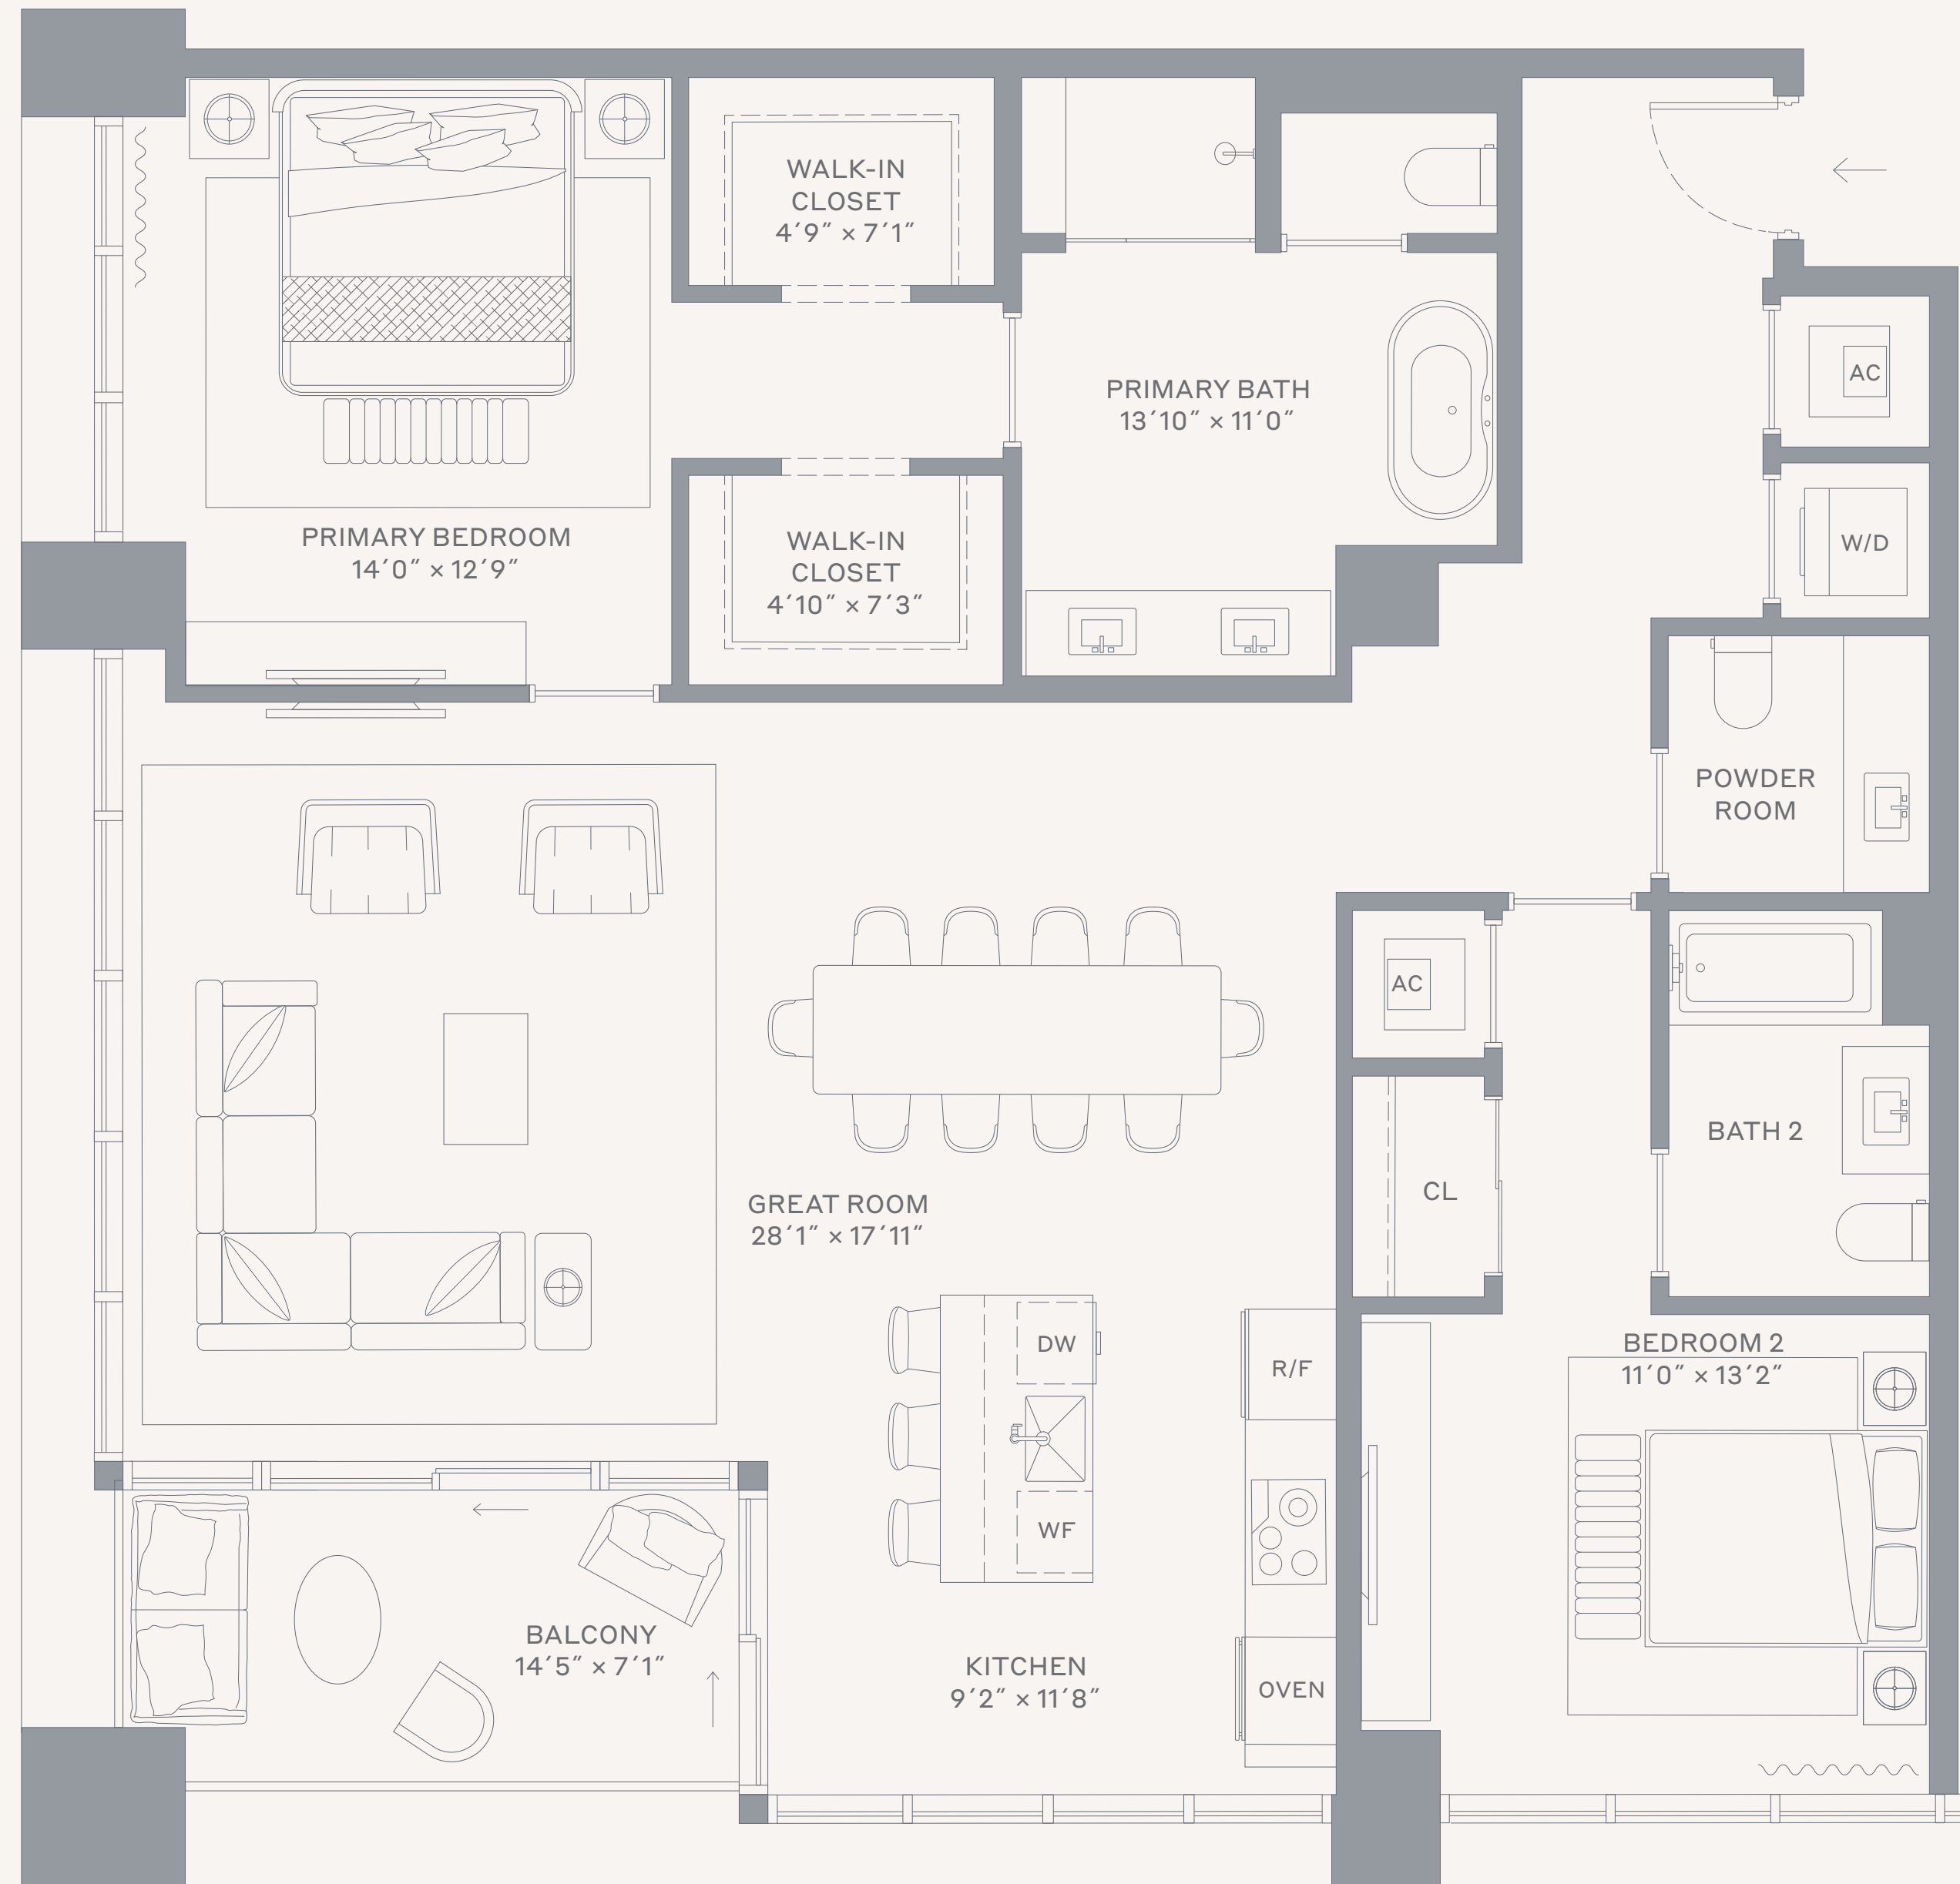 WALK-IN
CLOSET
4´9˝ × 7´1˝
AC
PRIMARY BATH
13´10˝ × 11´0˝
PRIMARY BEDROOM
14´0˝ × 12´9˝
WALK-IN
CLOSET
4´10˝ × 7´3˝
W/D
POWDER
ROOM
AC
BATH 2
CL
GREAT ROOM
28´1˝ × 17´11˝
DW
R/F
BEDROOM 2
11´0˝ × 13´2˝
WF
BALCONY
14´5˝ × 7´1˝
KITCHEN
9´2˝ × 11´8˝
OVEN